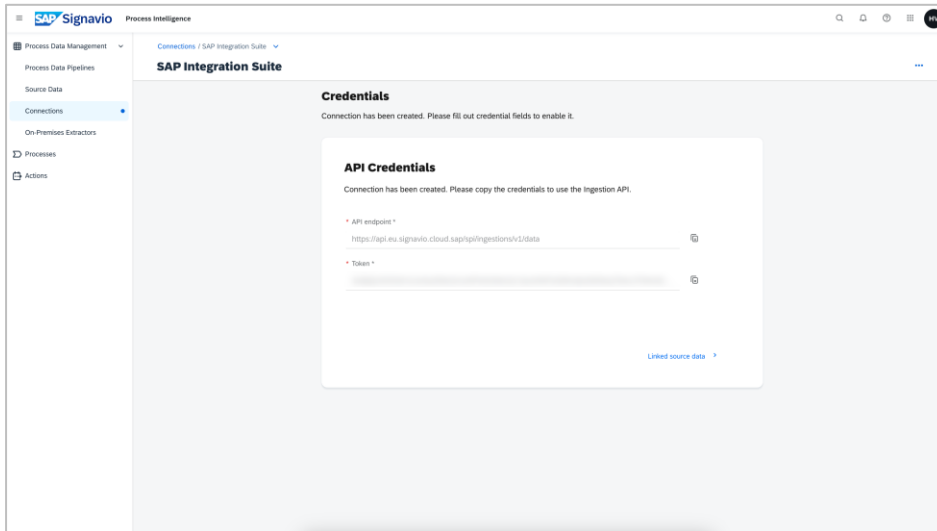 SAP Signavio Process Intelligence
HV
Process Data Management
Process Data Pipelines
Source Data
Connections
On-Premises Extractors
Processes
Actions
Connections / SAP Integration Suite
SAP Integration Suite
Credentials
Connection has been created. Please fill out credential fields to enable it.
API Credentials
Connection has been created. Please copy the credentials to use the Ingestion API.
* API endpoint *
https://api.eu.signavio.cloud.sap/spi/ingestions/v1/data
* Token *
Linked source data